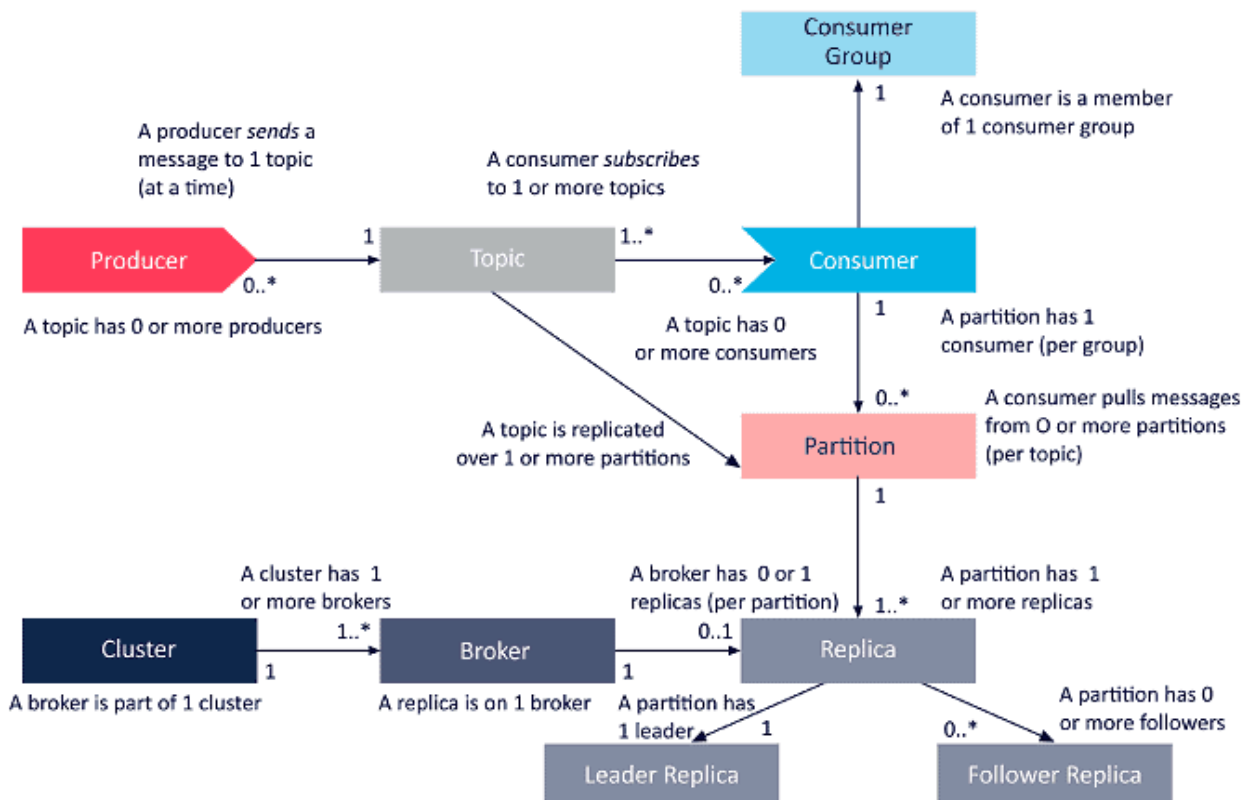 Consumer
Group
1
A consumer is a member
of 1 consumer group
A producer sends a
message to 1 topic
(at a time)
A consumer subscribes
to 1 or more topics
Producer
0..*
1
Topic
1..*
0..*
Consumer
A topic has 0 or more producers
A topic has 0
or more consumers
1
A partition has 1
consumer (per group)
0..*
A consumer pulls messages
from O or more partitions
(per topic)
A topic is replicated
over 1 or more partitions
Partition
1
A cluster has 1
or more brokers
A broker has 0 or 1
replicas (per partition)
1..*
A partition has 1
or more replicas
Cluster
1
1..*
Broker
1
0..1
Replica
A broker is part of 1 cluster
A replica is on 1 broker
A partition has
1 leader
1
0..*
A partition has 0
or more followers
Leader Replica
Follower Replica